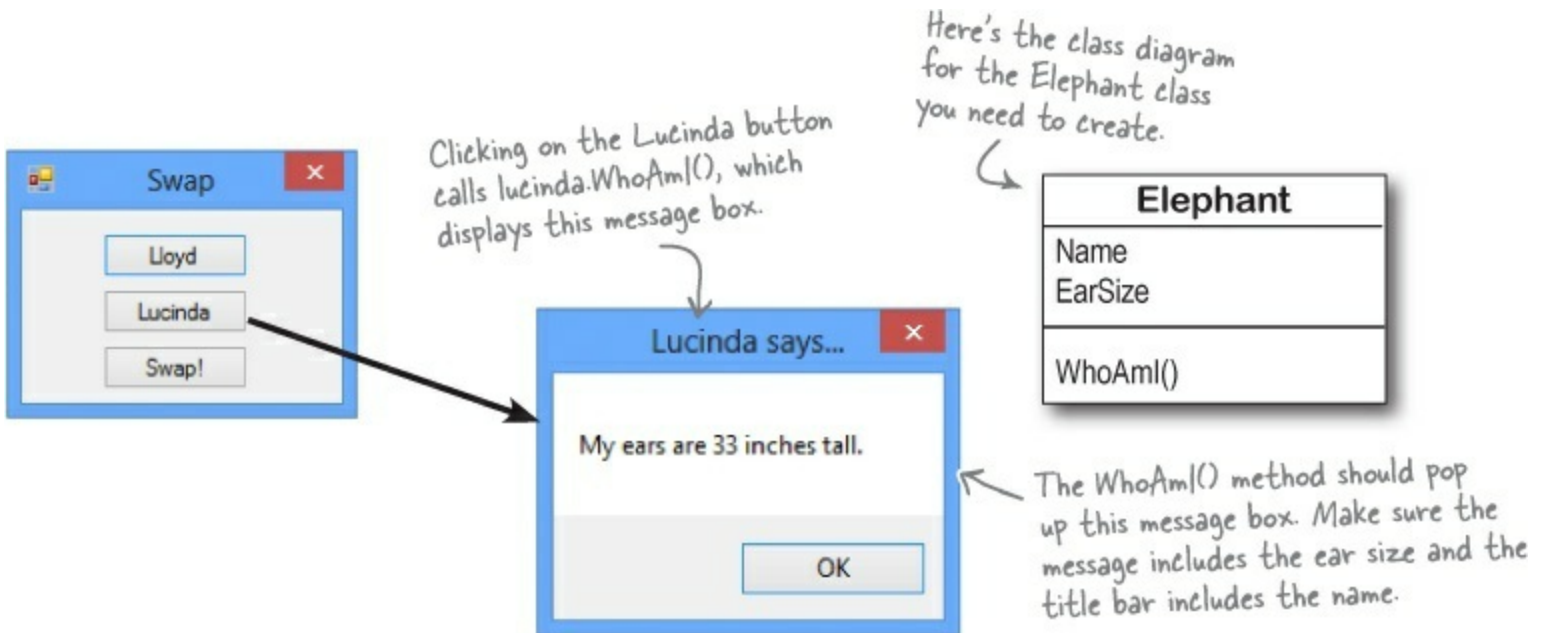 Here's the class diagram
for the Elephant class
you need to create.
Clicking on the Lucinda button
calls lucinda.WhoAmI(), which
displays this message box.
Swap
Lloyd
Lucinda
Swap!
Elephant
Name
EarSize
WhoAmI()
Lucinda says...
My ears are 33 inches tall.
OK
The WhoAmI() method should pop
up this message box. Make sure the
message includes the ear size and the
title bar includes the name.